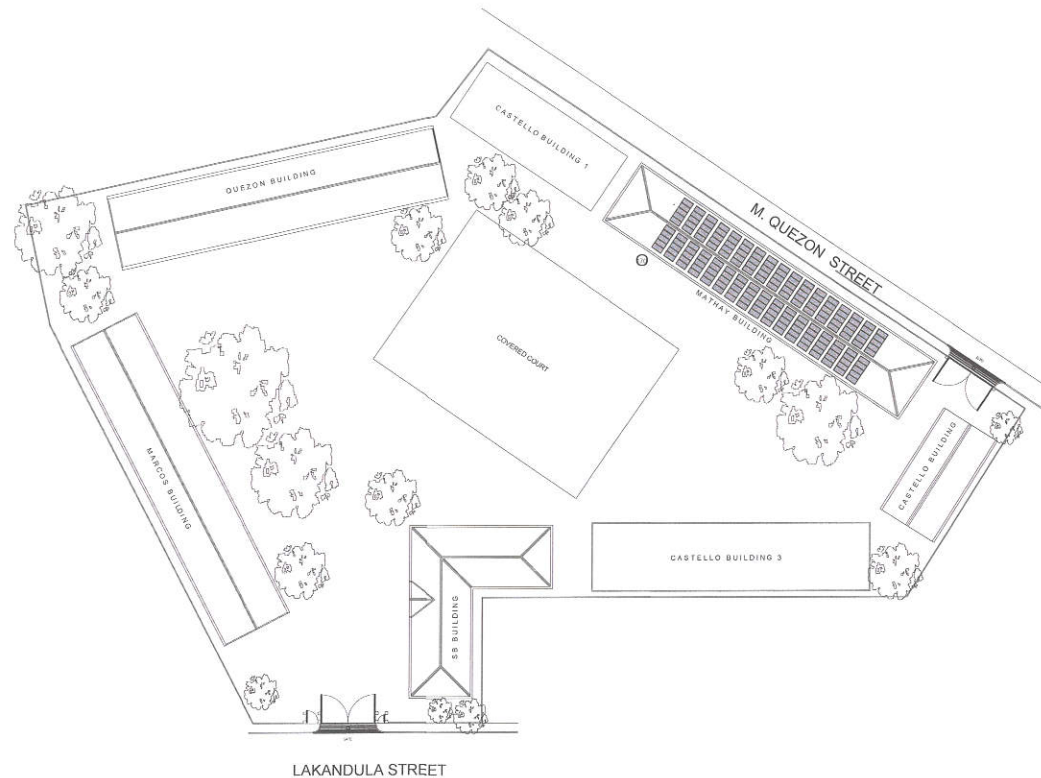 CASTELLO BUILDING 1
QUEZON BUILDING
M. QUEZON STREET
MATHAY BUILDING
COVERED COURT
MARCOS BUILDING
CASTELLO BUILDING
CASTELLO BUILDING 3
SB BUILDING
LAKANDULA STREET